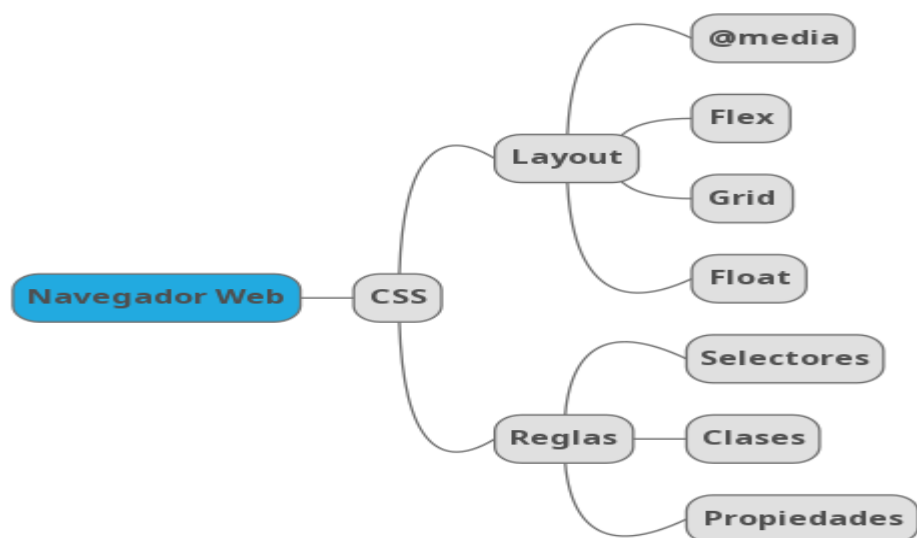 @media
Flex
Layout
Grid
Float
Navegador Web
CSS
Selectores
Reglas
Clases
Propiedades